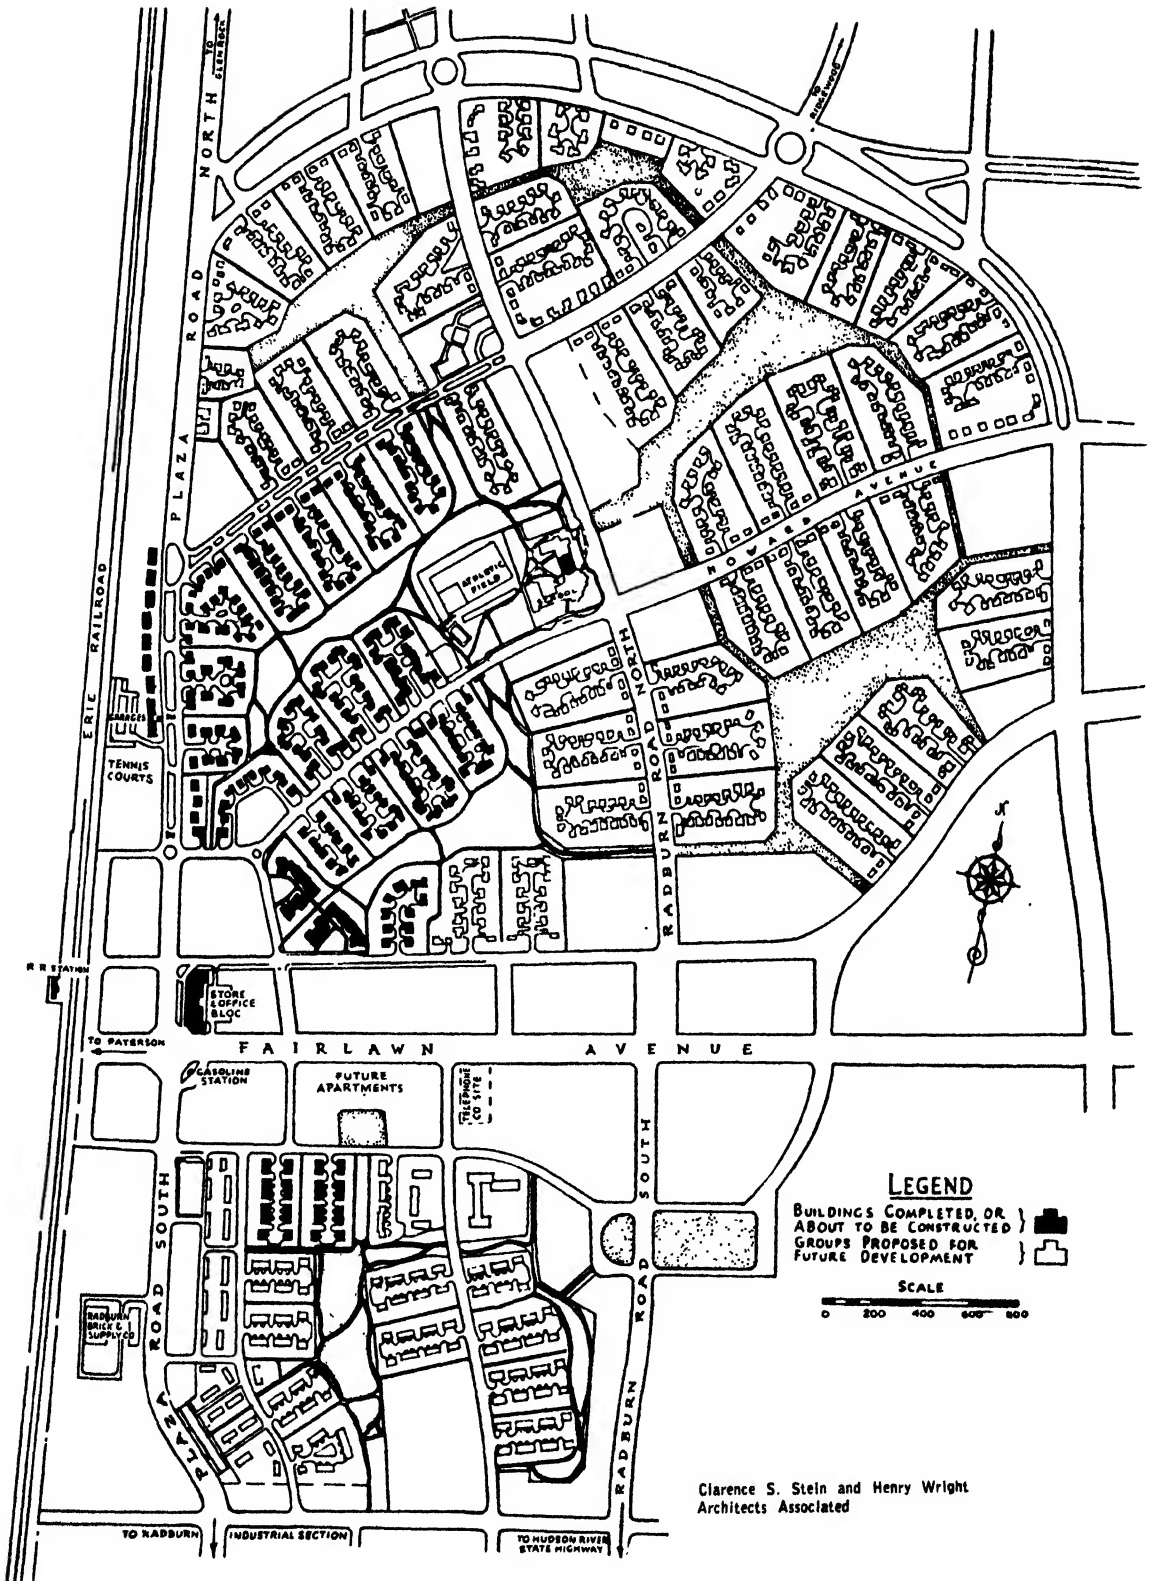 TO
GLEN ROCK
TO
RIDGEWOOD
PLAZA ROAD NORTH
ERIE RAILROAD
ATHLETIC
FIELD
SCHOOL
HOWARD AVENUE
GARAGES
TENNIS
COURTS
RADBURN ROAD NORTH
N
R R STATION
STORE
& OFFICE
BLOC
TO PATERSON
FAIRLAWN AVENUE
GASOLINE
STATION
FUTURE
APARTMENTS
TELEPHONE
CO SITE
PLAZA ROAD SOUTH
RADBURN ROAD SOUTH
RADBURN
BRICK &
SUPPLY CO
LEGEND
BUILDINGS COMPLETED, OR
ABOUT TO BE CONSTRUCTED
GROUPS PROPOSED FOR
FUTURE DEVELOPMENT
SCALE
0 200 400 600 800
Clarence S. Stein and Henry Wright
Architects Associated
TO RADBURN INDUSTRIAL SECTION
TO HUDSON RIVER
STATE HIGHWAY